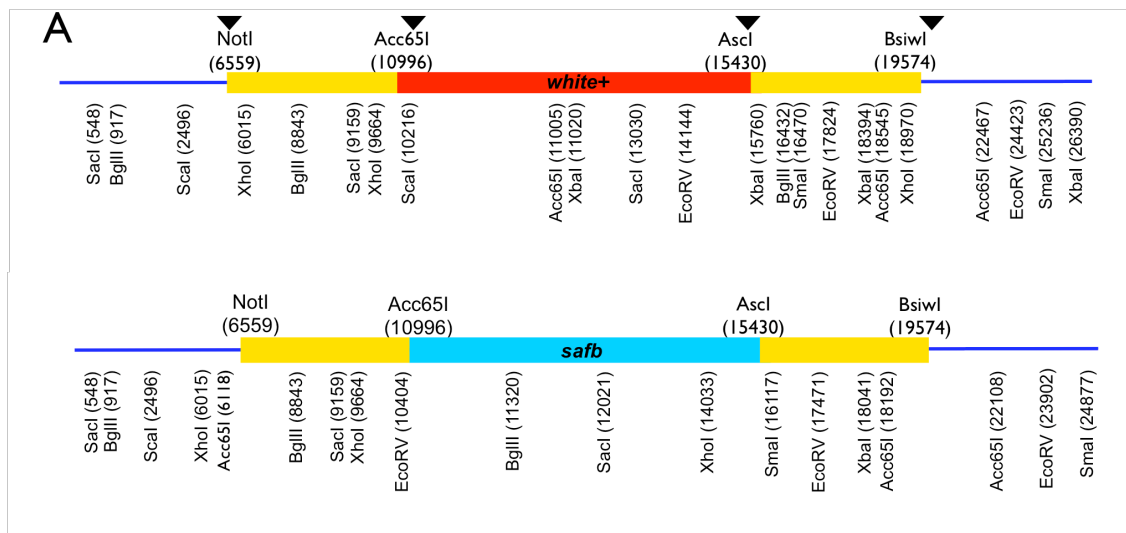 A
NotI
(6559)
Acc65I
(10996)
AscI
(15430)
BsiwI
(19574)
white+
SacI (548)
BglII (917)
ScaI (2496)
XhoI (6015)
BglII (8843)
SacI (9159)
XhoI (9664)
ScaI (10216)
Acc65I (11005)
XbaI (11020)
SacI (13030)
EcoRV (14144)
XbaI (15760)
BglII (16432)
SmaI (16470)
EcoRV (17824)
XbaI (18394)
Acc65I (18545)
XhoI (18970)
Acc65I (22467)
EcoRV (24423)
SmaI (25236)
XbaI (26390)
NotI
(6559)
Acc65I
(10996)
AscI
(15430)
BsiwI
(19574)
safb
SacI (548)
BglII (917)
ScaI (2496)
XhoI (6015)
Acc65I (6118)
BglII (8843)
SacI (9159)
XhoI (9664)
EcoRV (10404)
BglII (11320)
SacI (12021)
XhoI (14033)
SmaI (16117)
EcoRV (17471)
XbaI (18041)
Acc65I (18192)
Acc65I (22108)
EcoRV (23902)
SmaI (24877)